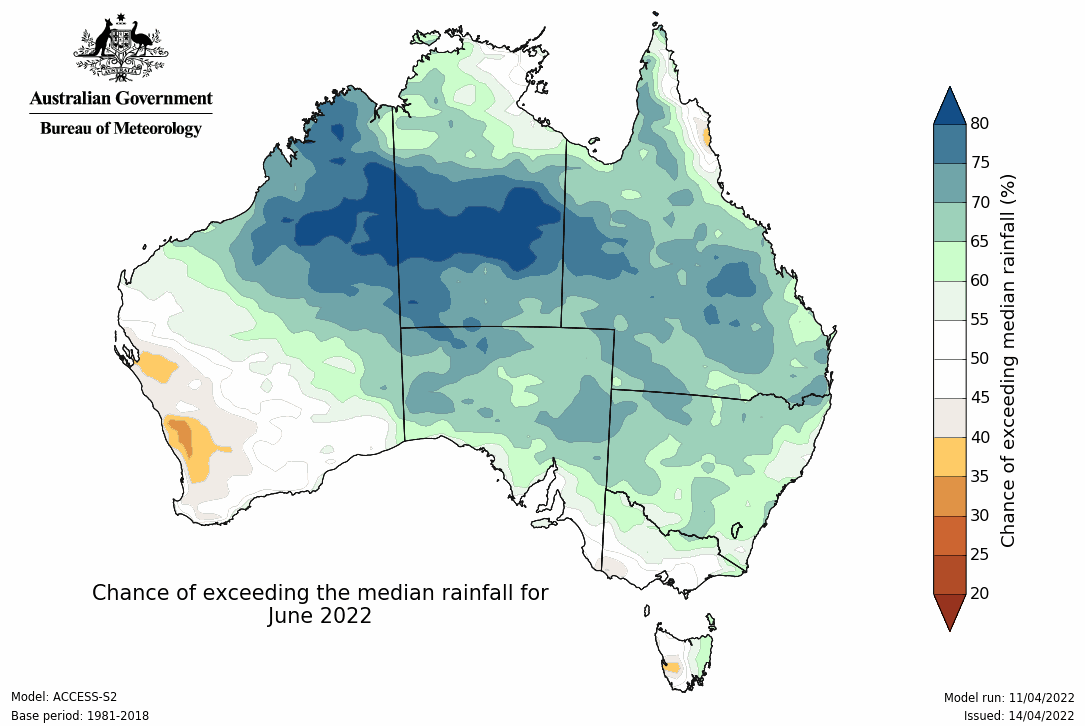 Australian Government
Bureau of Meteorology
80
75
70
65
60
55
50
45
40
35
30
25
20
Chance of exceeding median rainfall (%)
Chance of exceeding the median rainfall for
June 2022
Model: ACCESS-S2
Base period: 1981-2018
Model run: 11/04/2022
Issued: 14/04/2022